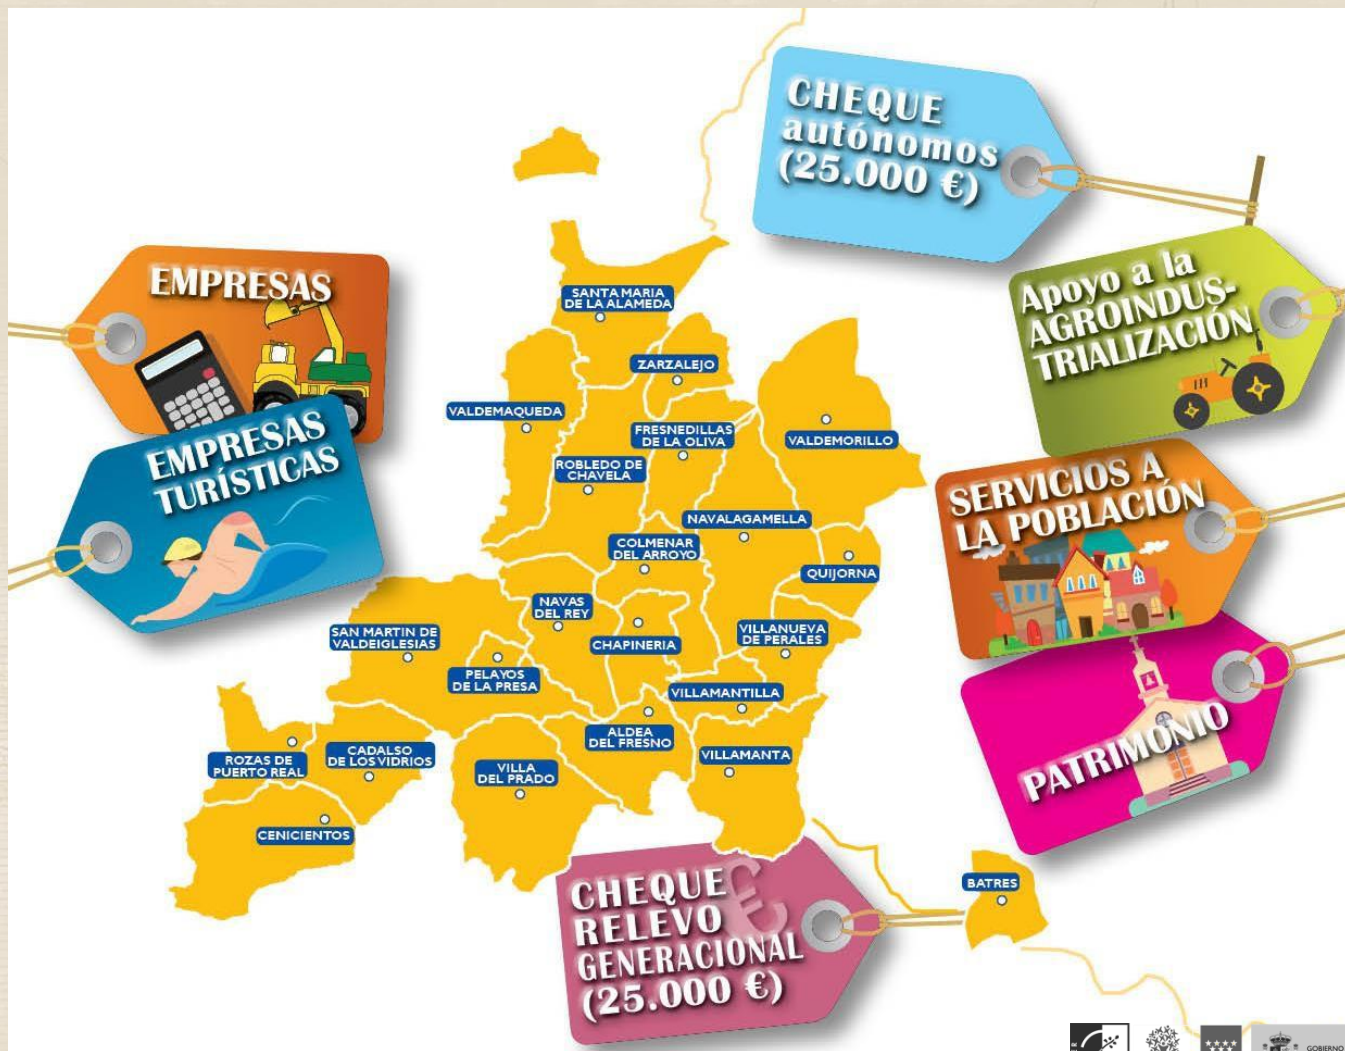 CHEQUE
autónomos
(25.000 €)
EMPRESAS
Apoyo a la
AGROINDUS-
TRIALIZACIÓN
EMPRESAS
TURÍSTICAS
SERVICIOS A
LA POBLACIÓN
PATRIMONIO
CHEQUE
RELEVO
GENERACIONAL
(25.000 €)
SANTA MARIA
DE LA ALAMEDA
ZARZALEJO
VALDEMAQUEDA
FRESNEDILLAS
DE LA OLIVA
VALDEMORILLO
ROBLEDO DE
CHAVELA
NAVALAGAMELLA
COLMENAR
DEL ARROYO
QUIJORNA
NAVAS
DEL REY
SAN MARTIN DE
VALDEIGLESIAS
CHAPINERIA
VILLANUEVA
DE PERALES
PELAYOS
DE LA PRESA
VILLAMANTILLA
ALDEA
DEL FRESNO
ROZAS DE
PUERTO REAL
CADALSO
DE LOS VIDRIOS
VILLA
DEL PRADO
VILLAMANTA
CENICIENTOS
BATRES
GOBIERNO